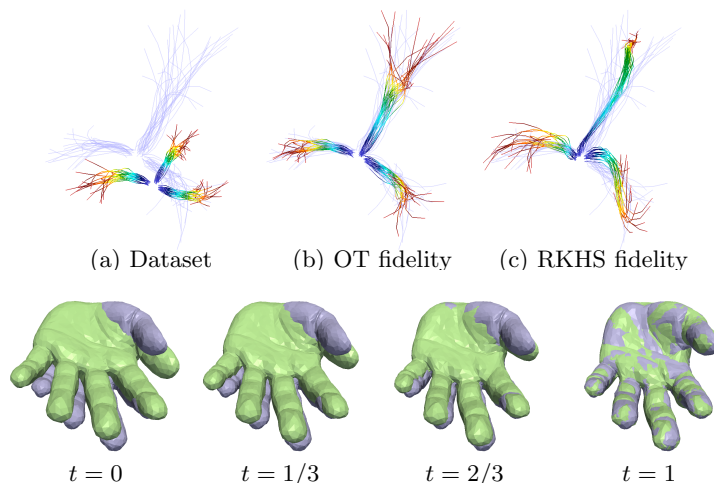 (a) Dataset
(b) OT fidelity
(c) RKHS fidelity
t = 0
t = 1/3
t = 2/3
t = 1